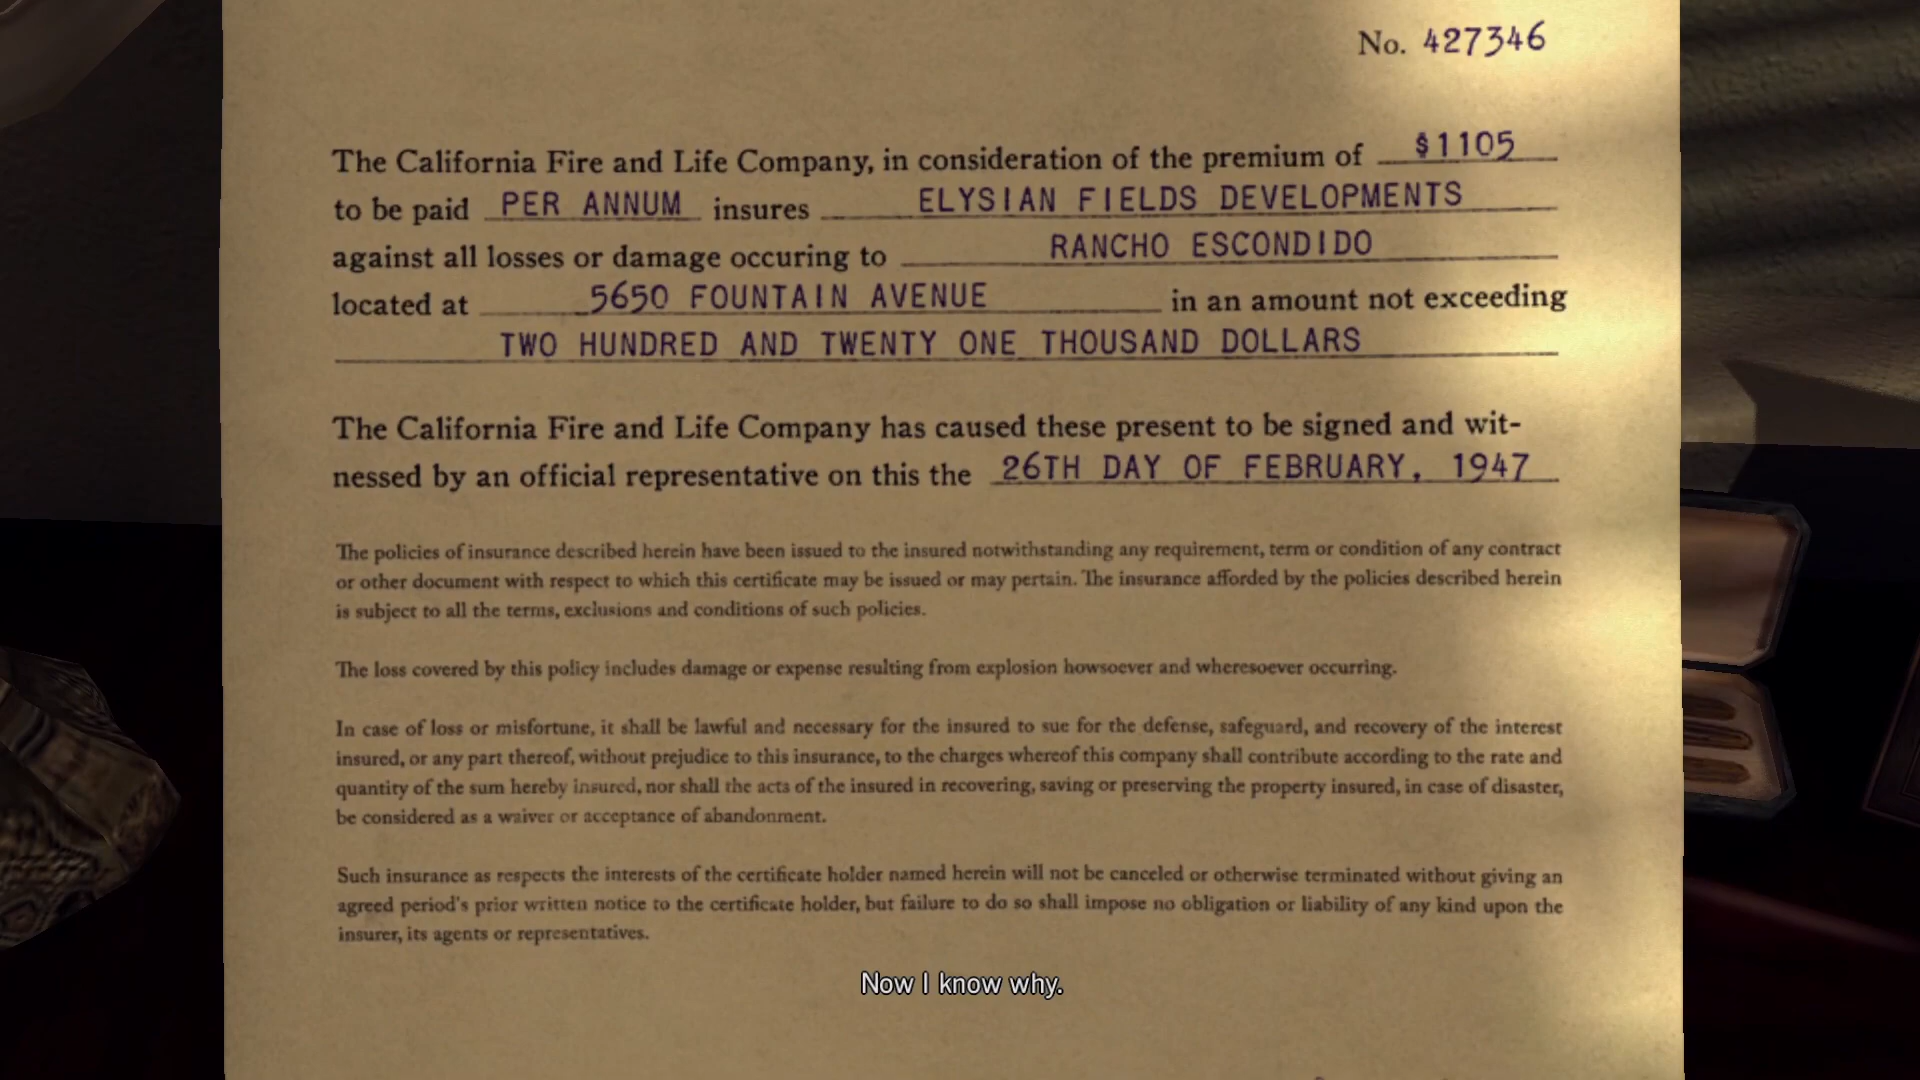 No. 427346
The California Fire and Life Company, in consideration of the premium of $1105
to be paid PER ANNUM insures ELYSIAN FIELDS DEVELOPMENTS
against all losses or damage occuring to RANCHO ESCONDIDO
located at 5650 FOUNTAIN AVENUE in an amount not exceeding
TWO HUNDRED AND TWENTY ONE THOUSAND DOLLARS
The California Fire and Life Company has caused these present to be signed and wit-
nessed by an official representative on this the 26TH DAY OF FEBRUARY, 1947
The policies of insurance described herein have been issued to the insured notwithstanding any requirement, term or condition of any contract
or other document with respect to which this certificate may be issued or may pertain. The insurance afforded by the policies described herein
is subject to all the terms, exclusions and conditions of such policies.
The loss covered by this policy includes damage or expense resulting from explosion howsoever and wheresoever occurring.
In case of loss or misfortune, it shall be lawful and necessary for the insured to sue for the defense, safeguard, and recovery of the interest
insured, or any part thereof, without prejudice to this insurance, to the charges whereof this company shall contribute according to the rate and
quantity of the sum hereby insured, nor shall the acts of the insured in recovering, saving or preserving the property insured, in case of disaster,
be considered as a waiver or acceptance of abandonment.
Such insurance as respects the interests of the certificate holder named herein will not be canceled or otherwise terminated without giving an
agreed period's prior written notice to the certificate holder, but failure to do so shall impose no obligation or liability of any kind upon the
insurer, its agents or representatives.
Now I know why.